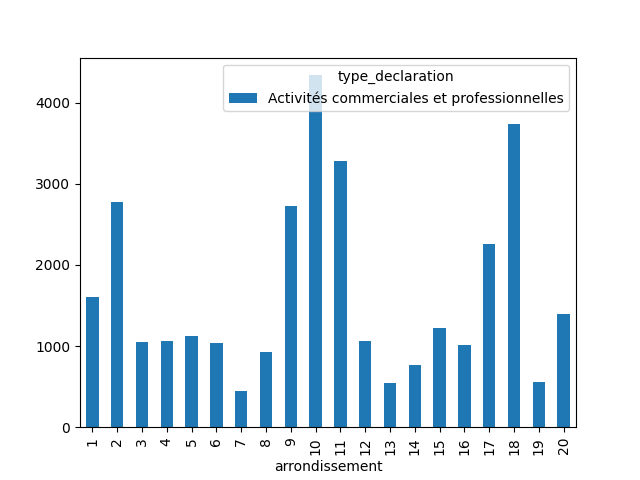 type_declaration
Activités commerciales et professionnelles
4000
3000
2000
1000
0
1 2 3 4 5 6 7 8 9 10 11 12 13 14 15 16 17 18 19 20
arrondissement